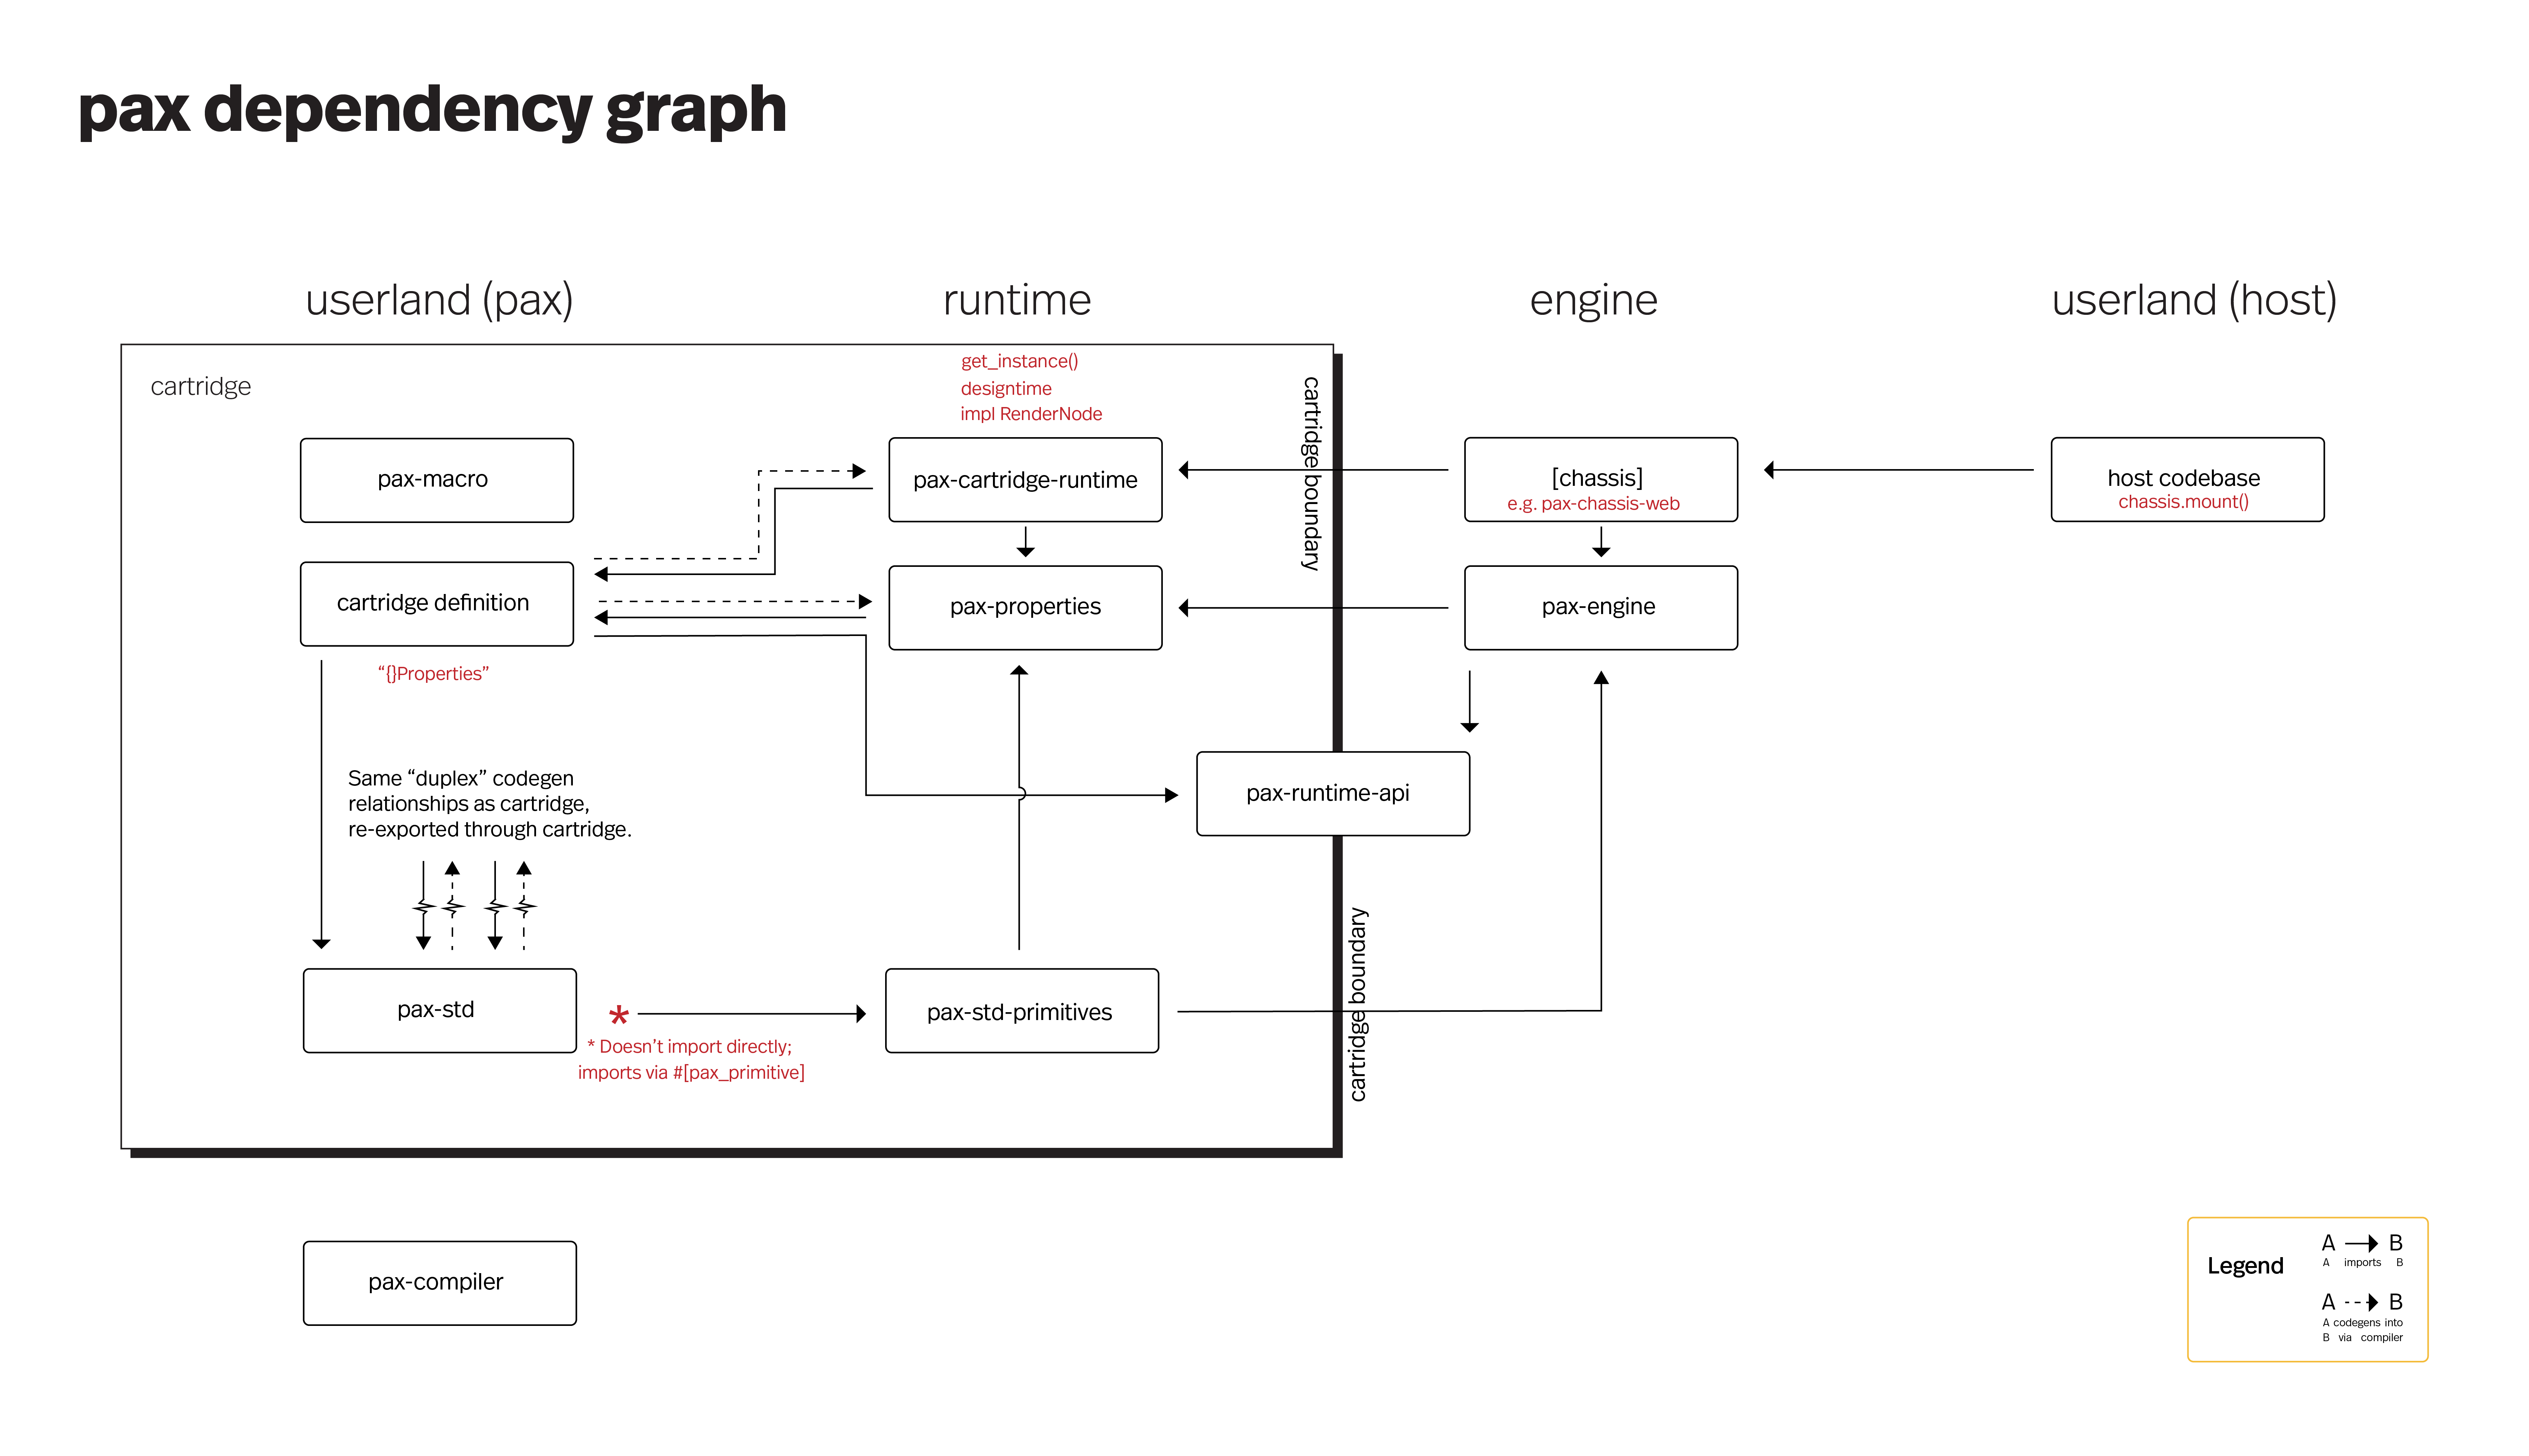 pax dependency graph
userland (pax)
runtime
engine
userland (host)
cartridge
get_instance()
designtime
impl RenderNode
cartridge boundary
pax-macro
pax-cartridge-runtime
[chassis]
e.g. pax-chassis-web
host codebase
chassis.mount()
cartridge definition
pax-properties
pax-engine
“{}Properties”
Same “duplex” codegen
relationships as cartridge,
re-exported through cartridge.
pax-runtime-api
cartridge boundary
pax-std
*
pax-std-primitives
* Doesn’t import directly;
imports via #[pax_primitive]
pax-compiler
Legend
A B
A imports B
A B
A codegens into
B via compiler